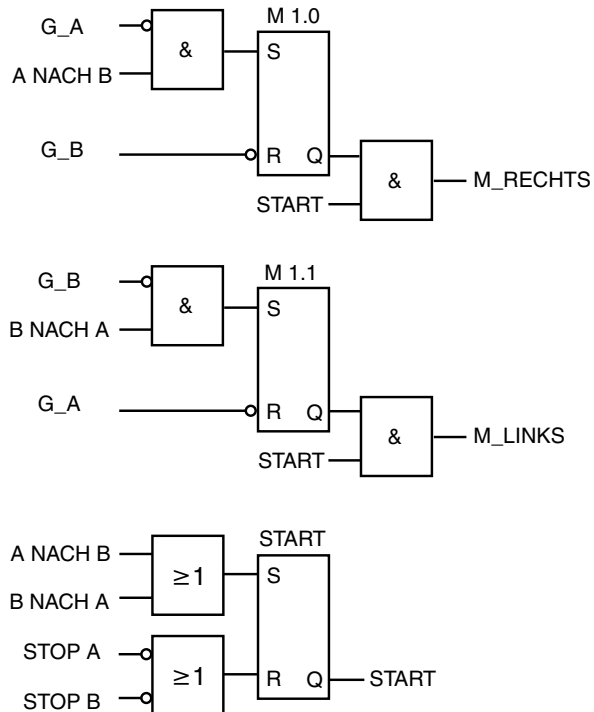 M 1.0
G_A
& S
A NACH B
G_B R Q
& M_RECHTS
START
M 1.1
G_B
& S
B NACH A
G_A R Q
& M_LINKS
START
START
A NACH B
≥1 S
B NACH A
STOP A
≥1 R Q START
STOP B